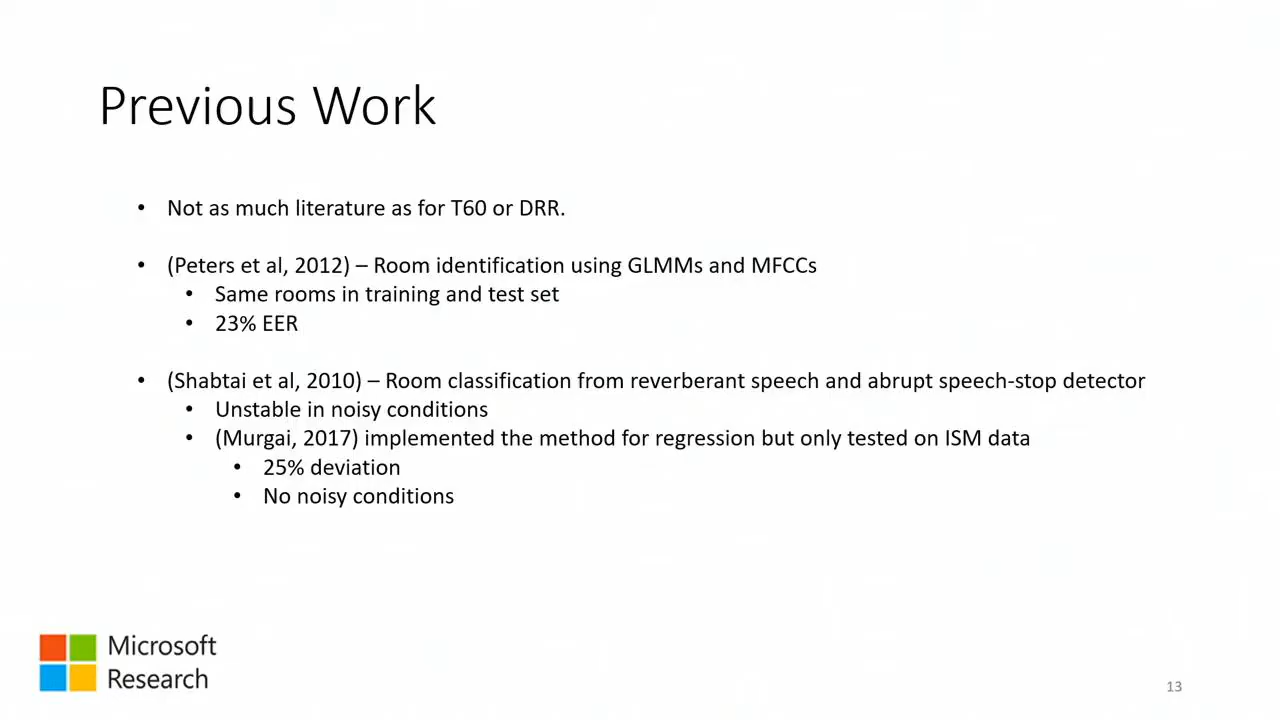 Previous Work
• Not as much literature as for T60 or DRR.
• (Peters et al, 2012) – Room identification using GLMMs and MFCCs
• Same rooms in training and test set
• 23% EER
• (Shabtai et al, 2010) – Room classification from reverberant speech and abrupt speech-stop detector
• Unstable in noisy conditions
• (Murgai, 2017) implemented the method for regression but only tested on ISM data
• 25% deviation
• No noisy conditions
Microsoft
Research
13